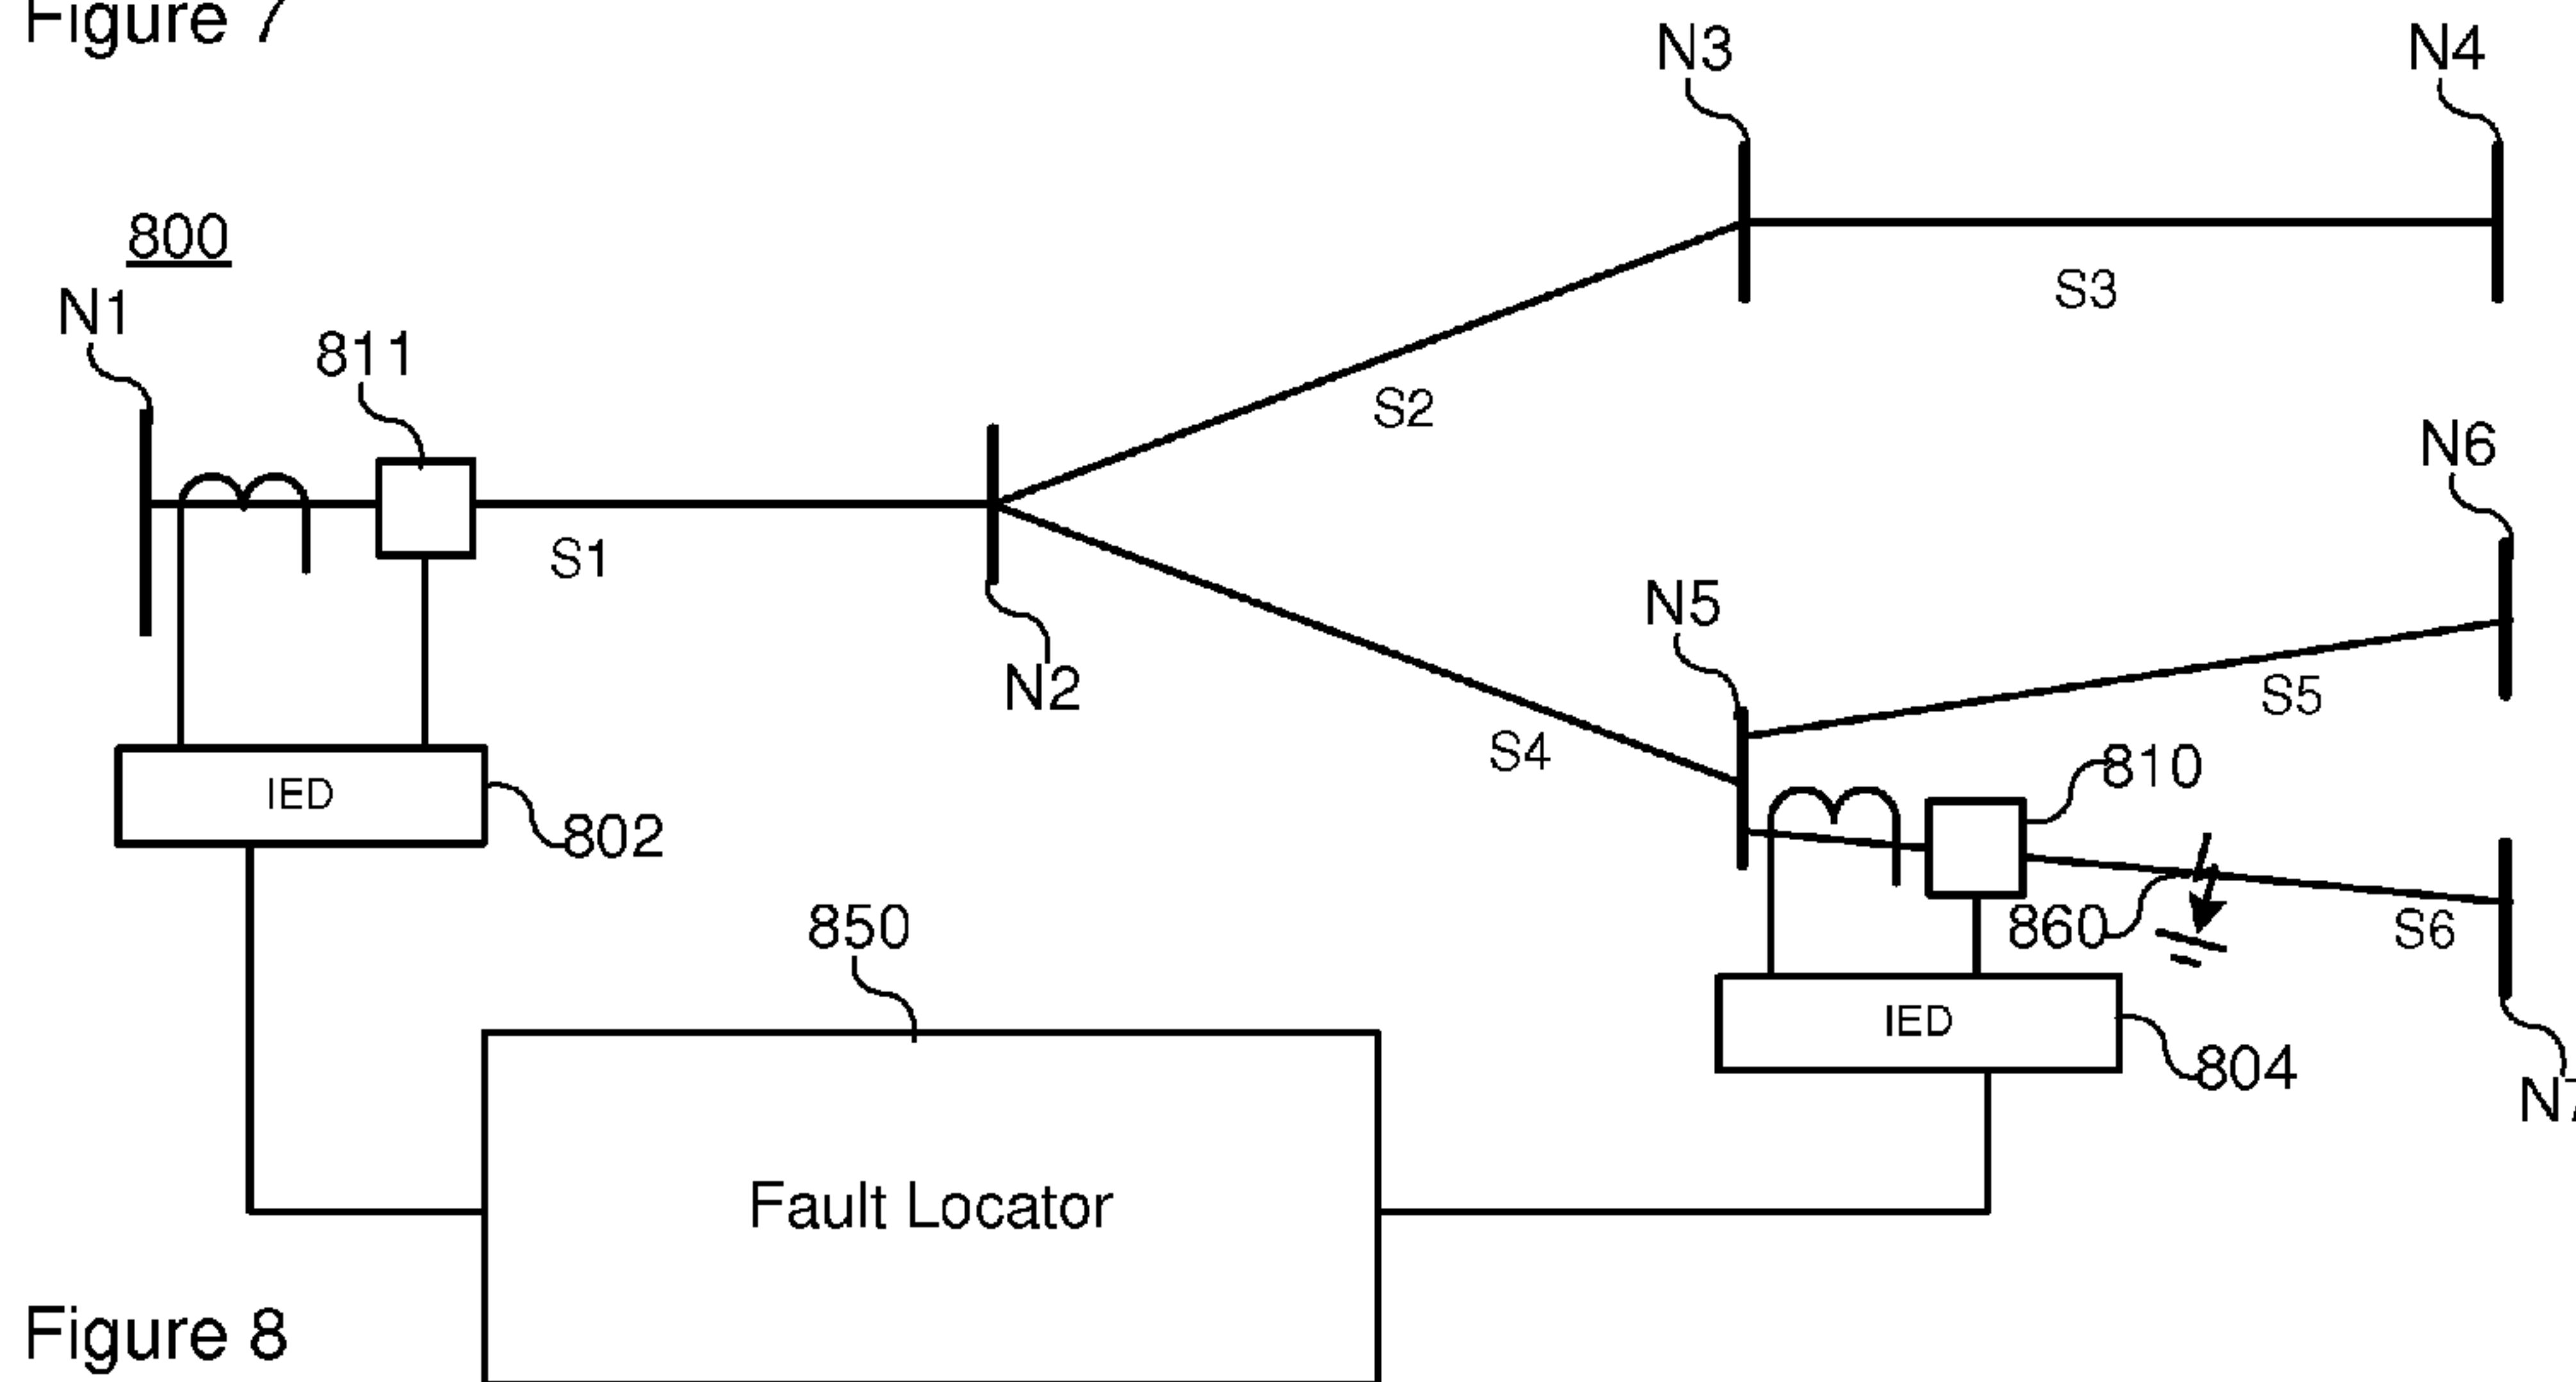 Figure 7
N3
N4
800
N1
811
S3
S2
N6
S1
N5
N2
S5
S4
810
IED
802
850
860
S6
IED
804
N7
Fault Locator
Figure 8